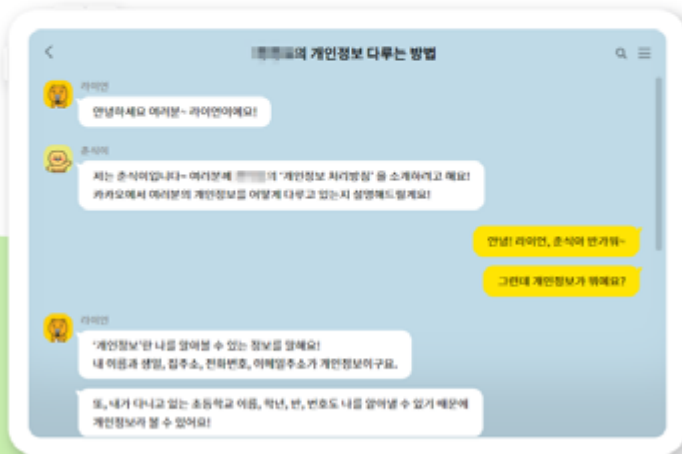 의 개인정보 다루는 방법
라이언
안녕하세요 여러분~ 라이언이에요!
춘식이
저는 춘식이입니다~ 여러분께 의 '개인정보 처리방침' 을 소개하려고 해요!
카카오에서 여러분의 개인정보를 어떻게 다루고 있는지 설명해드릴게요!
안녕! 라이언, 춘식이 반가워~
그런데 개인정보가 뭐예요?
라이언
'개인정보'란 나를 알아볼 수 있는 정보를 말해요!
내 이름과 생일, 집주소, 전화번호, 이메일주소가 개인정보이구요.
또, 내가 다니고 있는 초등학교 이름, 학년, 반, 번호도 나를 알아낼 수 있기 때문에
개인정보라 볼 수 있어요!